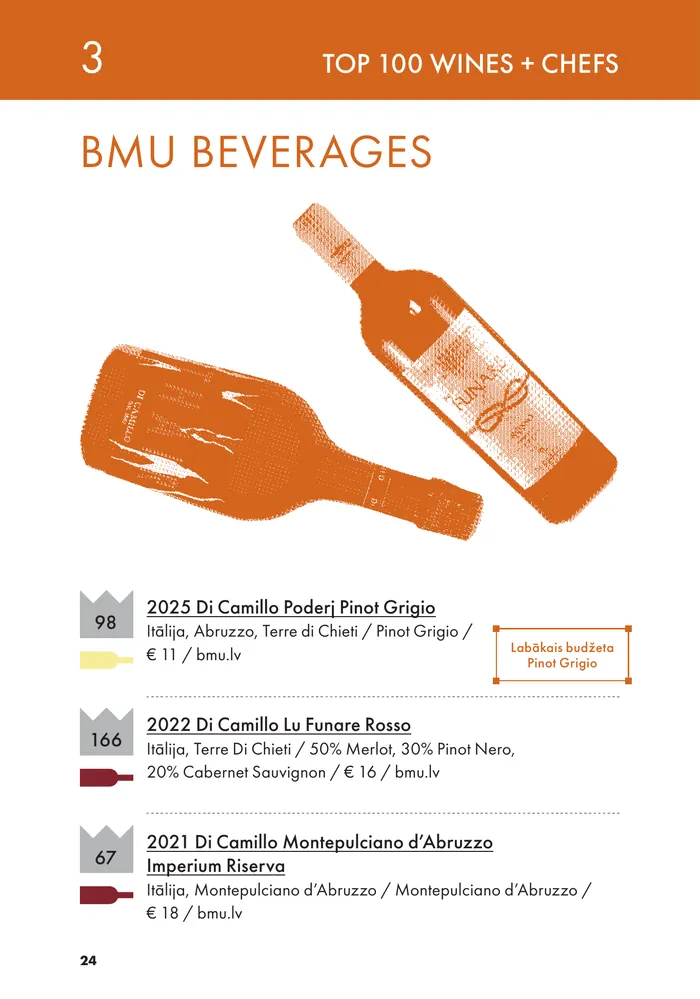 3
TOP 100 WINES + CHEFS
BMU BEVERAGES
FUNARE
DI CAMILLO
98
2025 Di Camillo Poderj Pinot Grigio
Itālija, Abruzzo, Terre di Chieti / Pinot Grigio /
€ 11 / bmu.lv
Labākais budžeta
Pinot Grigio
166
2022 Di Camillo Lu Funare Rosso
Itālija, Terre Di Chieti / 50% Merlot, 30% Pinot Nero,
20% Cabernet Sauvignon / € 16 / bmu.lv
67
2021 Di Camillo Montepulciano d’Abruzzo
Imperium Riserva
Itālija, Montepulciano d’Abruzzo / Montepulciano d’Abruzzo /
€ 18 / bmu.lv
24